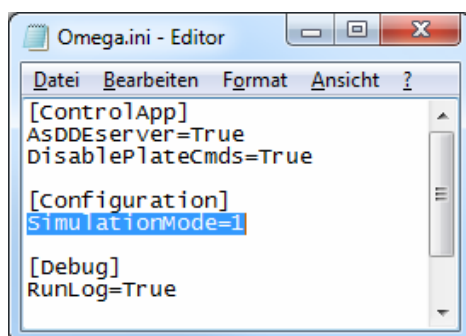 Omega.ini - Editor
Datei Bearbeiten Format Ansicht ?
[ControlApp]
AsDDEserver=True
DisablePlateCmds=True
[Configuration]
SimulationMode=1
[Debug]
RunLog=True